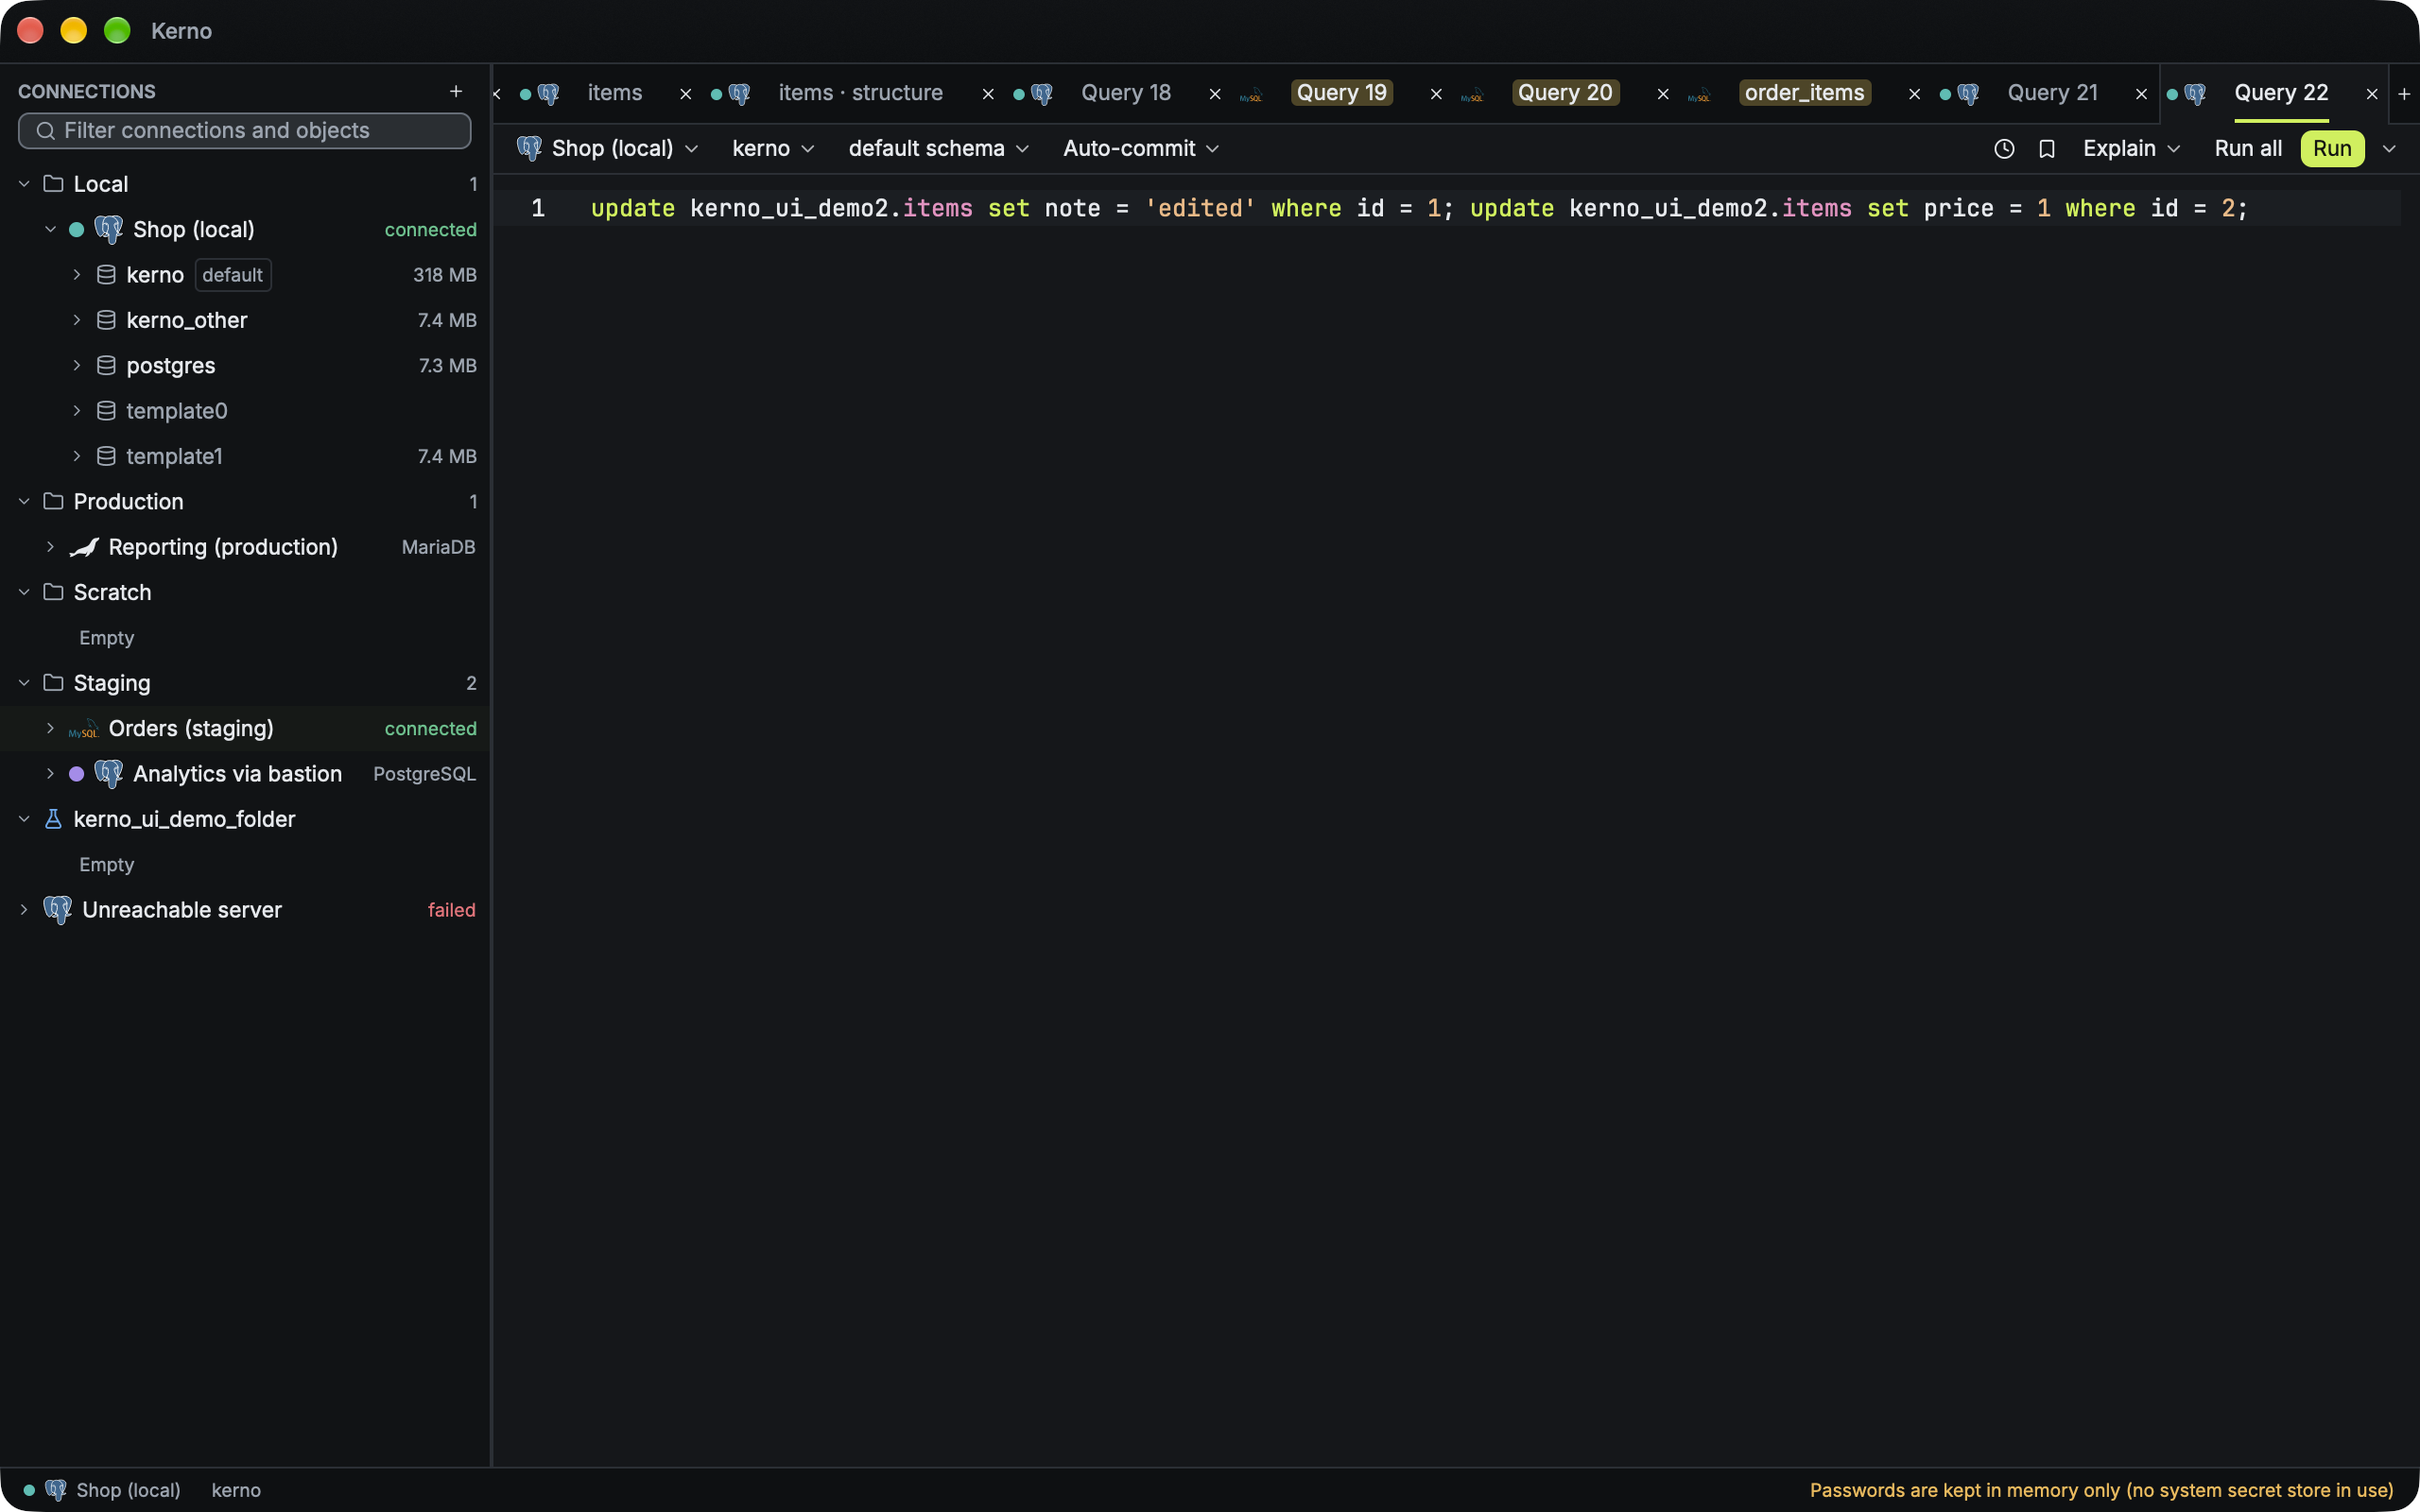 Kerno
CONNECTIONS
Filter connections and objects
Local 1
Shop (local) connected
kerno default 318 MB
kerno_other 7.4 MB
postgres 7.3 MB
template0
template1 7.4 MB
Production 1
Reporting (production) MariaDB
Scratch
Empty
Staging 2
MySQL Orders (staging) connected
Analytics via bastion PostgreSQL
kerno_ui_demo_folder
Empty
Unreachable server failed
items items · structure Query 18 MySQL Query 19 MySQL Query 20 MySQL order_items Query 21 Query 22
Shop (local) kerno default schema Auto-commit Explain Run all Run
1 update kerno_ui_demo2.items set note = 'edited' where id = 1; update kerno_ui_demo2.items set price = 1 where id = 2;
Shop (local) kerno Passwords are kept in memory only (no system secret store in use)